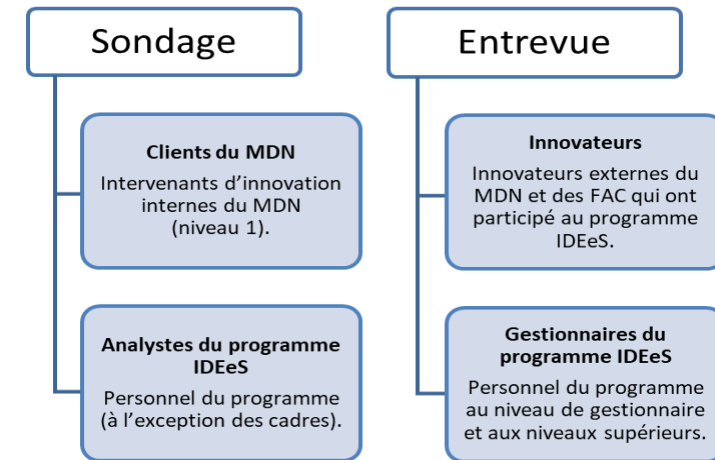 Sondage
Clients du MDN
Intervenants d'innovation
internes du MDN
(niveau 1).
Analystes du programme
IDEeS
Personnel du programme
(à l'exception des cadres).
Entrevue
Innovateurs
Innovateurs externes du
MDN et des FAC qui ont
participé au programme
IDEeS.
Gestionnaires du
programme IDEeS
Personnel du programme
au niveau de gestionnaire
et aux niveaux supérieurs.